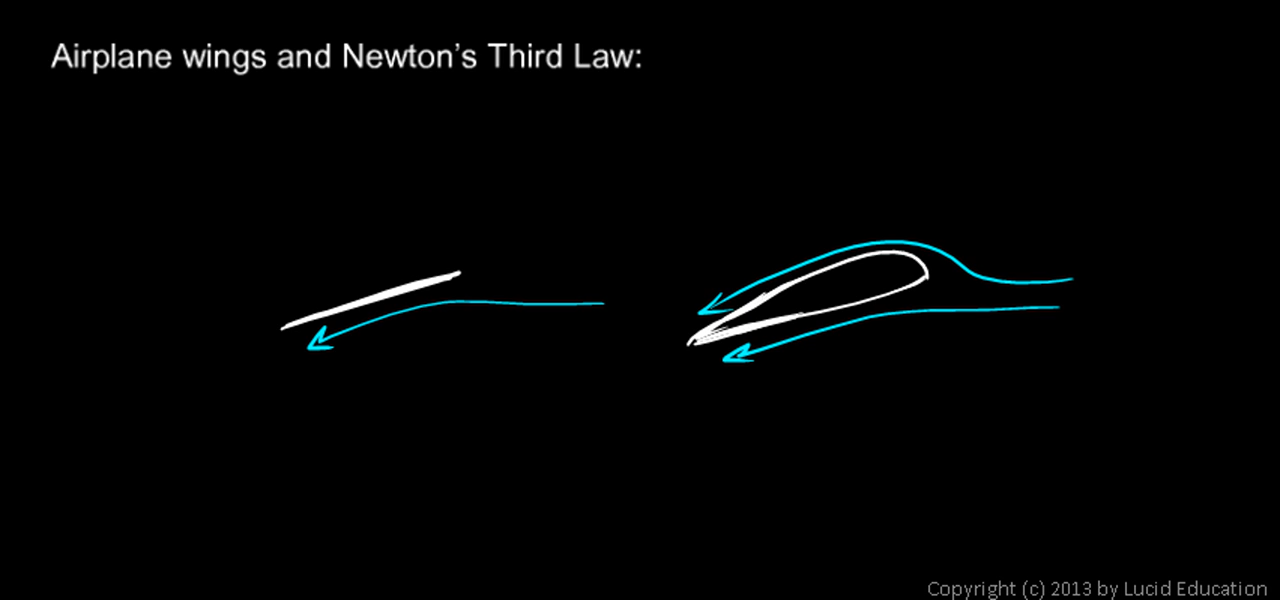 Airplane wings and Newton’s Third Law:
Copyright (c) 2013 by Lucid Education